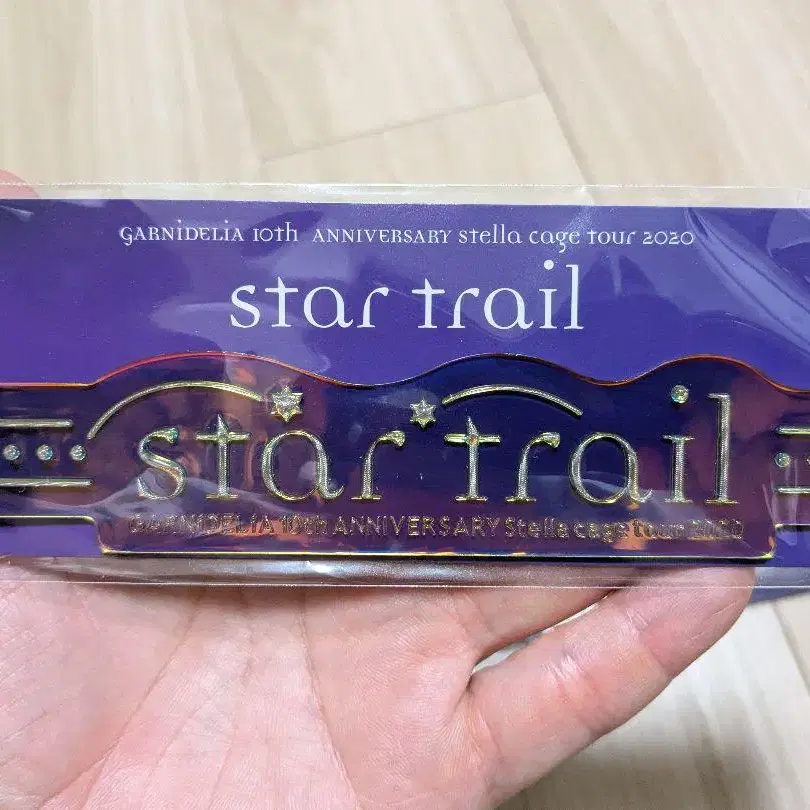 GARNiDELiA 10th ANNIVERSARY stella cage tour 2020
star trail
star trail
GARNiDELiA 10th ANNIVERSARY Stella cage tour 2020